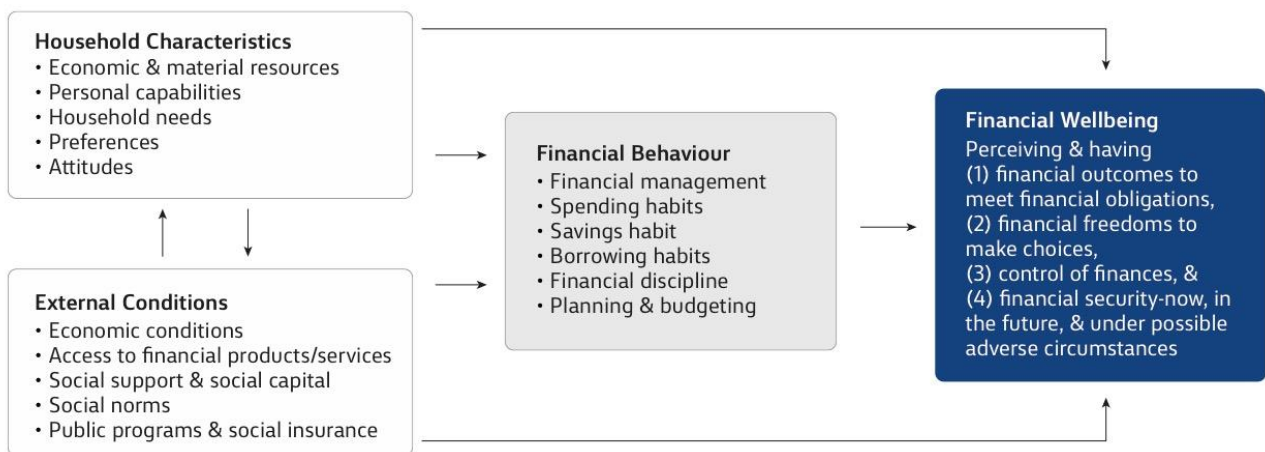 Household Characteristics
• Economic & material resources
• Personal capabilities
• Household needs
• Preferences
• Attitudes
External Conditions
• Economic conditions
• Access to financial products/services
• Social support & social capital
• Social norms
• Public programs & social insurance
Financial Behaviour
• Financial management
• Spending habits
• Savings habit
• Borrowing habits
• Financial discipline
• Planning & budgeting
Financial Wellbeing
Perceiving & having
(1) financial outcomes to
meet financial obligations,
(2) financial freedoms to
make choices,
(3) control of finances, &
(4) financial security-now, in
the future, & under possible
adverse circumstances